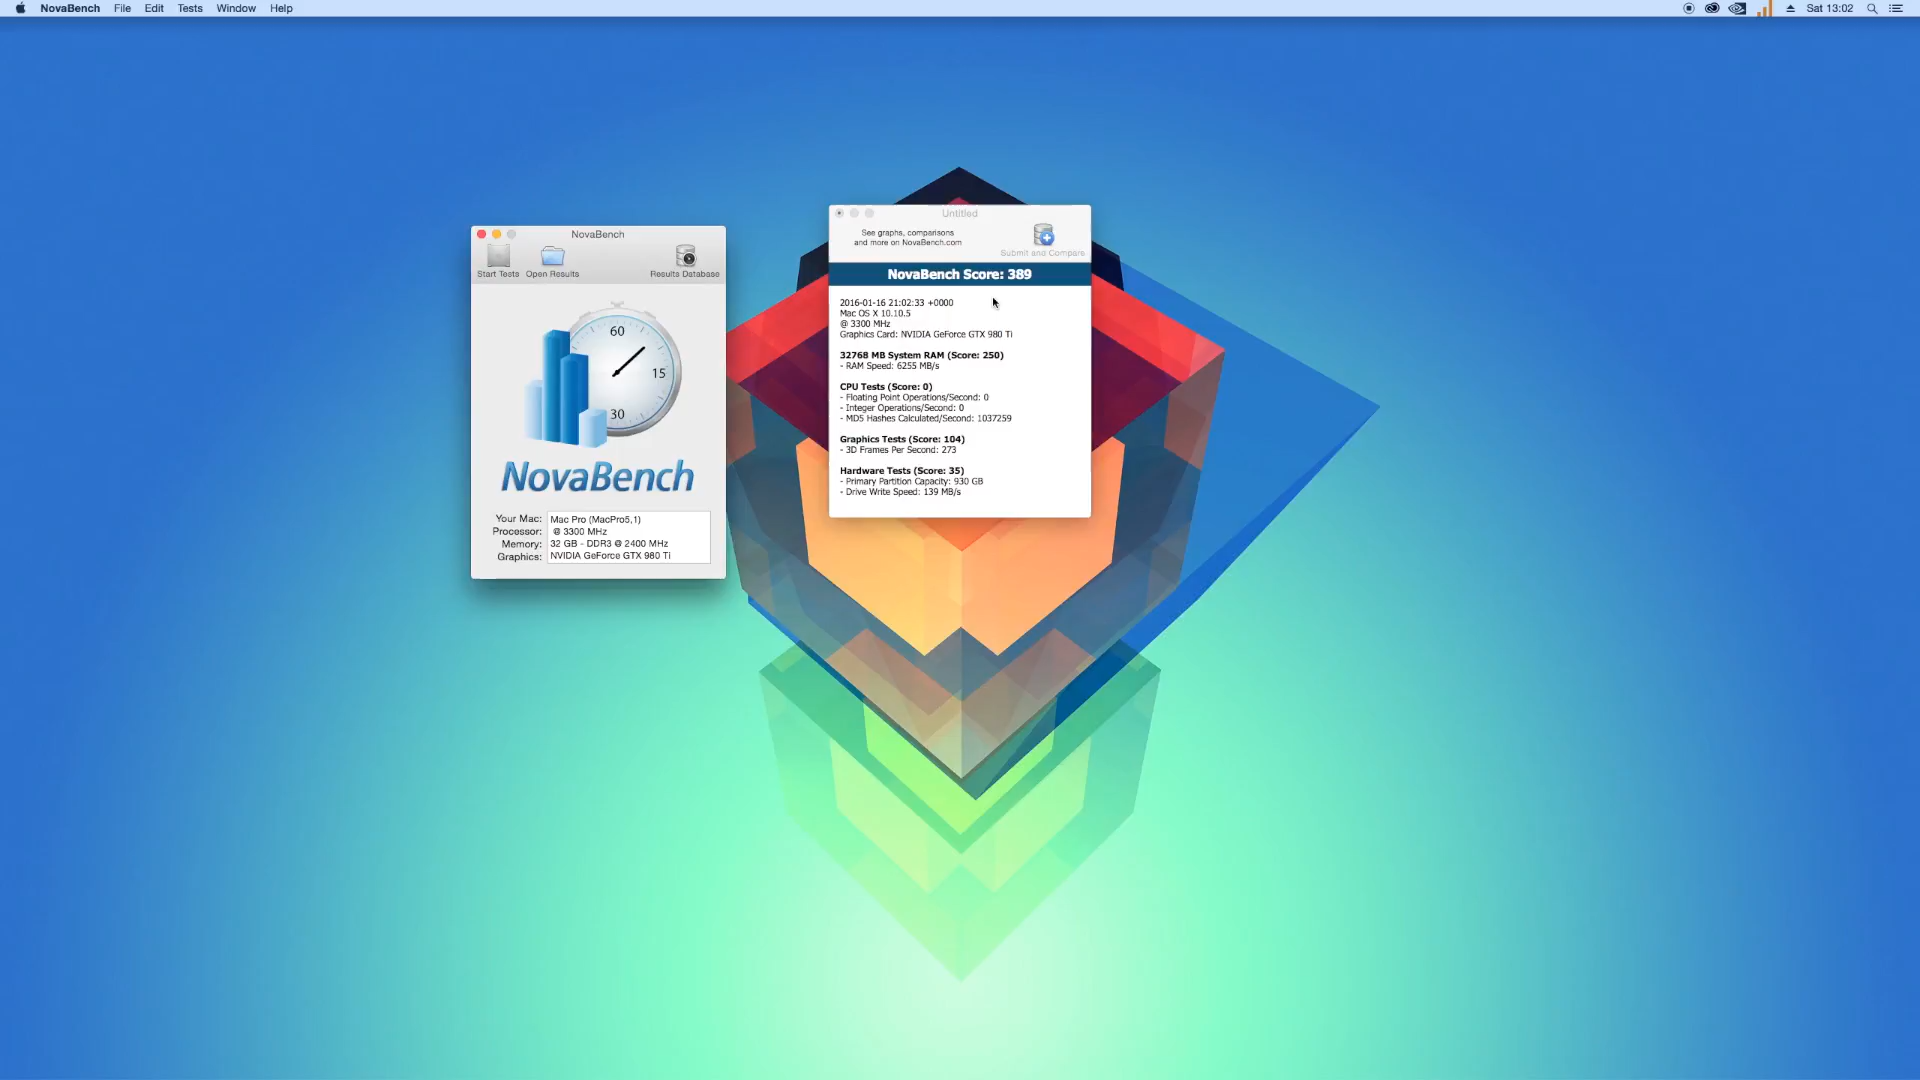 NovaBench File Edit Tests Window Help
Sat 13:02
NovaBench
Start Tests Open Results Results Database
60
15
30
NovaBench
Your Mac: Mac Pro (MacPro5,1)
Processor: @ 3300 MHz
Memory: 32 GB - DDR3 @ 2400 MHz
Graphics: NVIDIA GeForce GTX 980 Ti
Untitled
See graphs, comparisons
and more on NovaBench.com
Submit and Compare
NovaBench Score: 389
2016-01-16 21:02:33 +0000
Mac OS X 10.10.5
@ 3300 MHz
Graphics Card: NVIDIA GeForce GTX 980 Ti
32768 MB System RAM (Score: 250)
- RAM Speed: 6255 MB/s
CPU Tests (Score: 0)
- Floating Point Operations/Second: 0
- Integer Operations/Second: 0
- MD5 Hashes Calculated/Second: 1037259
Graphics Tests (Score: 104)
- 3D Frames Per Second: 273
Hardware Tests (Score: 35)
- Primary Partition Capacity: 930 GB
- Drive Write Speed: 139 MB/s